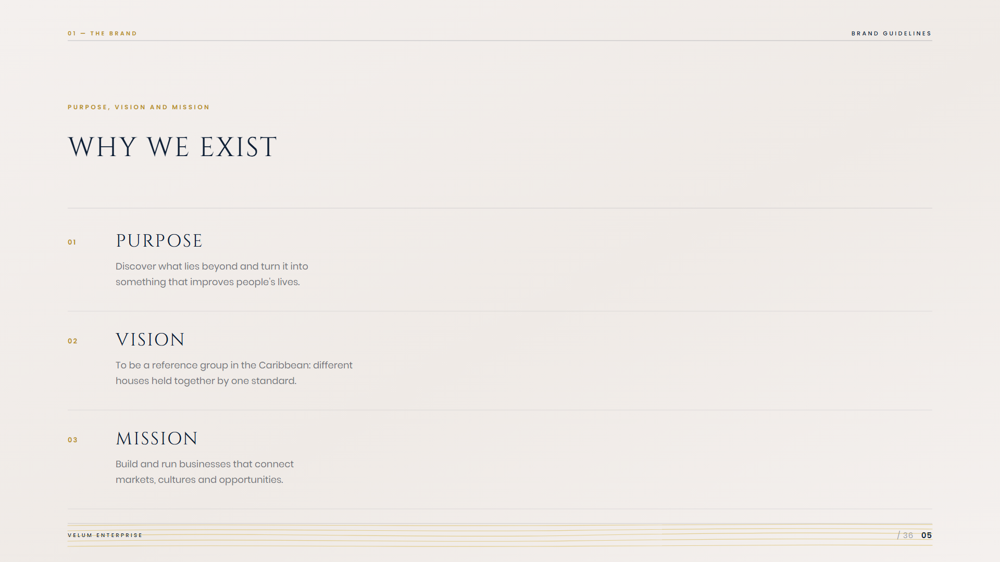 01 — THE BRAND
BRAND GUIDELINES
PURPOSE, VISION AND MISSION
WHY WE EXIST
01
PURPOSE
Discover what lies beyond and turn it into
something that improves people's lives.
02
VISION
To be a reference group in the Caribbean: different
houses held together by one standard.
03
MISSION
Build and run businesses that connect
markets, cultures and opportunities.
VELUM ENTERPRISE
/ 36 05